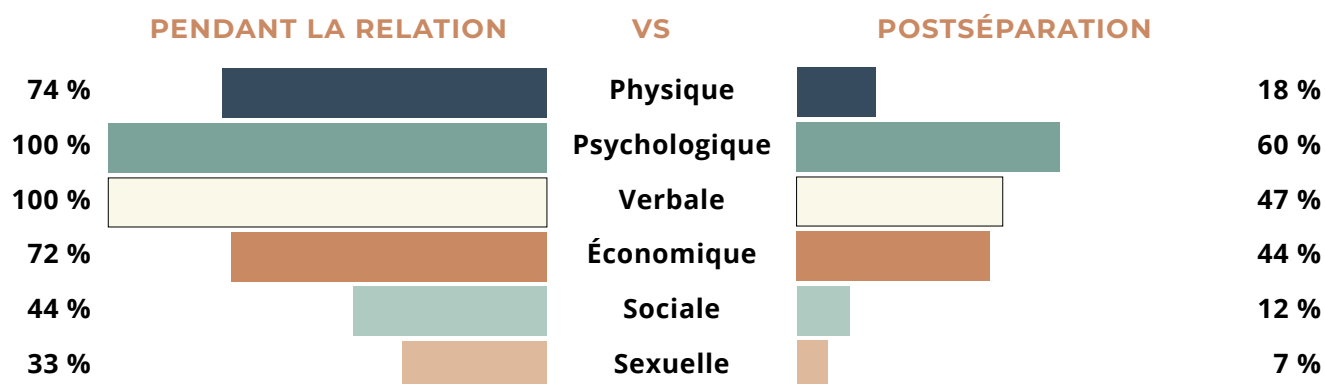 PENDANT LA RELATION VS POSTSÉPARATION
74 % Physique 18 %
100 % Psychologique 60 %
100 % Verbale 47 %
72 % Économique 44 %
44 % Sociale 12 %
33 % Sexuelle 7 %